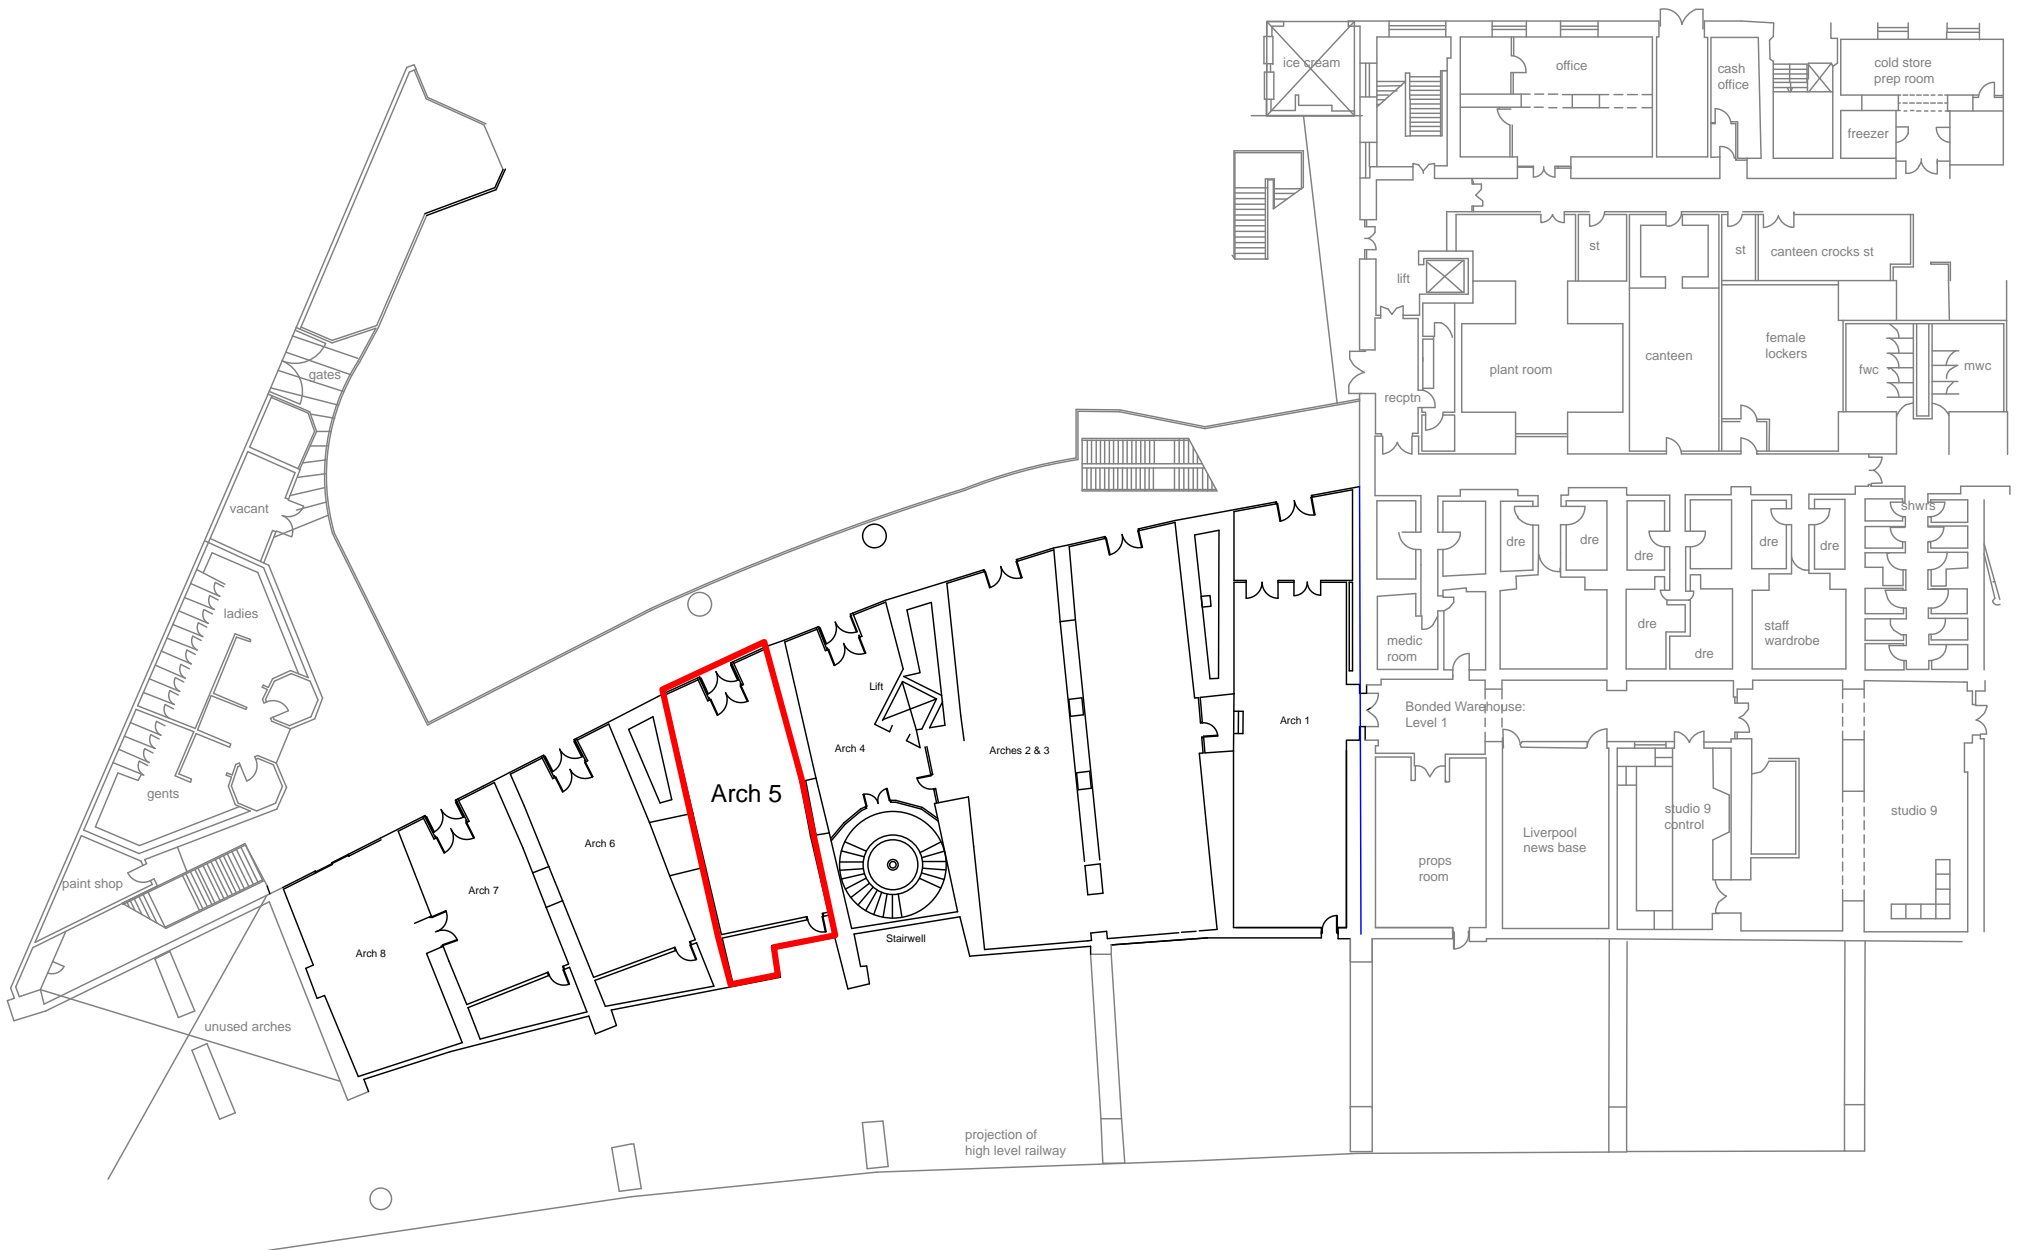 ice cream
office
cash
office
cold store
prep room
freezer
st
st
canteen crocks st
lift
gates
recptn
plant room
canteen
female
lockers
fwc
mwc
vacant
shwrs
dre
dre
dre
dre
dre
ladies
dre
dre
staff
wardrobe
medic
room
Lift
Bonded Warehouse:
Level 1
Arch 1
Arch 4
Arches 2 & 3
Arch 5
gents
studio 9
control
studio 9
Liverpool
news base
Arch 6
props
room
paint shop
Arch 7
Stairwell
Arch 8
unused arches
projection of
high level railway